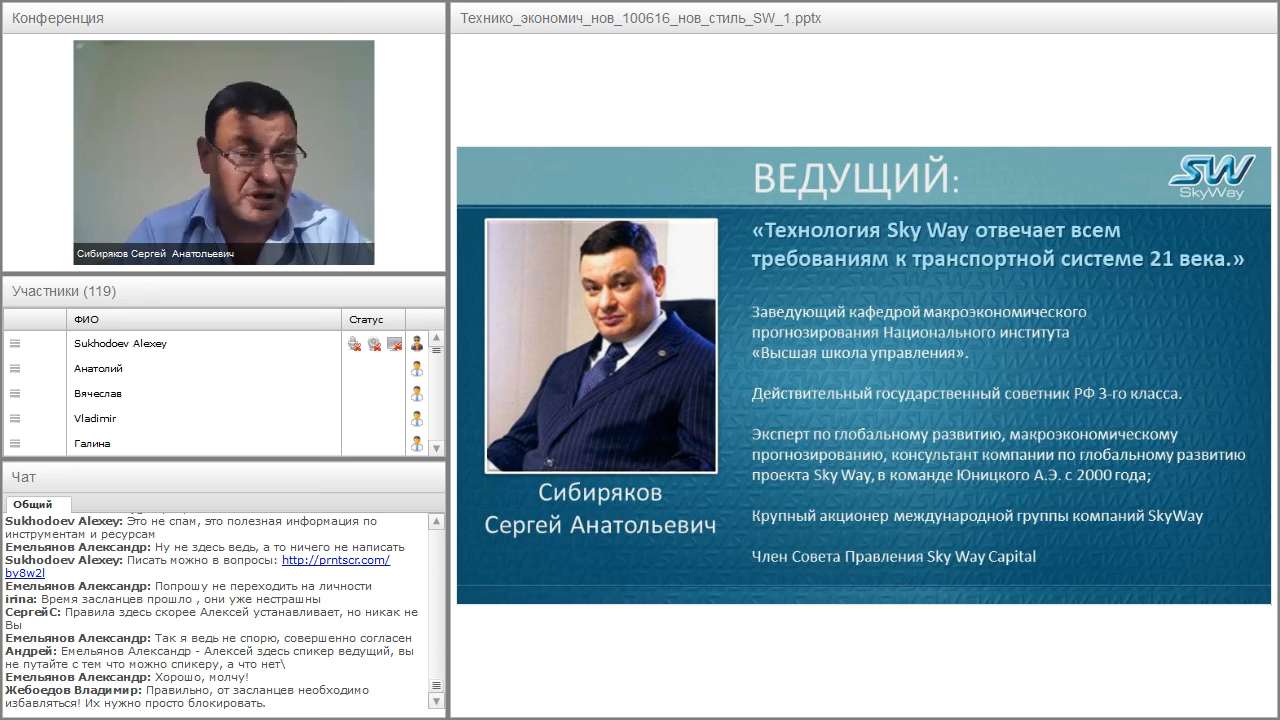 Конференция
Сибиряков Сергей Анатольевич
Участники (119)
ФИО
Статус
Sukhodoev Alexey
Анатолий
Вячеслав
Vladimir
Галина
Чат
Общий
Sukhodoev Alexey: Это не спам, это полезная информация по
инструментам и ресурсам
Емельянов Александр: Ну не здесь ведь, а то ничего не написать
Sukhodoev Alexey: Писать можно в вопросы: http://prntscr.com/
by8w2l
Емельянов Александр: Попрошу не переходить на личности
irina: Время засланцев прошло , они уже нестрашны
СергейС: Правила здесь скорее Алексей устанавливает, но никак не
Вы
Емельянов Александр: Так я ведь не спорю, совершенно согласен
Андрей: Емельянов Александр - Алексей здесь спикер ведущий, вы
не путайте с тем что можно спикеру, а что нет\
Емельянов Александр: Хорошо, молчу!
Жебоедов Владимир: Правильно, от засланцев необходимо
избавляться! Их нужно просто блокировать.
Технико_экономич_нов_100616_нов_стиль_SW_1.pptx
ВЕДУЩИЙ:
SW
SkyWay
«Технология Sky Way отвечает всем
требованиям к транспортной системе 21 века.»
Заведующий кафедрой макроэкономического
прогнозирования Национального института
«Высшая школа управления».
Действительный государственный советник РФ 3-го класса.
Эксперт по глобальному развитию, макроэкономическому
прогнозированию, консультант компании по глобальному развитию
проекта Sky Way, в команде Юницкого А.Э. с 2000 года;
Крупный акционер международной группы компаний SkyWay
Член Совета Правления Sky Way Capital
Сибиряков
Сергей Анатольевич